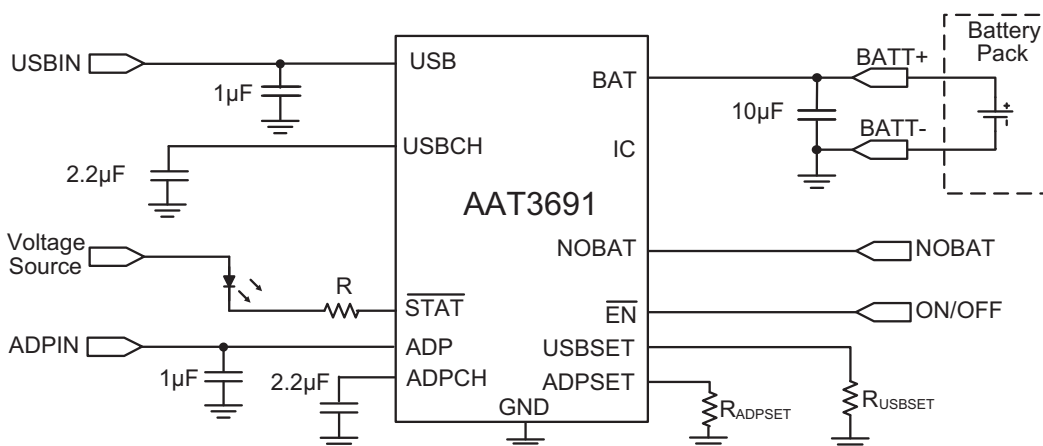 USBIN
1µF
2.2µF
Voltage
Source
R
ADPIN
1µF
2.2µF
USB
USBCH
STAT
ADP
ADPCH
GND
AAT3691
BAT
IC
NOBAT
EN
USBSET
ADPSET
10µF
BATT+
BATT-
Battery
Pack
+
-
NOBAT
ON/OFF
RADPSET
RUSBSET